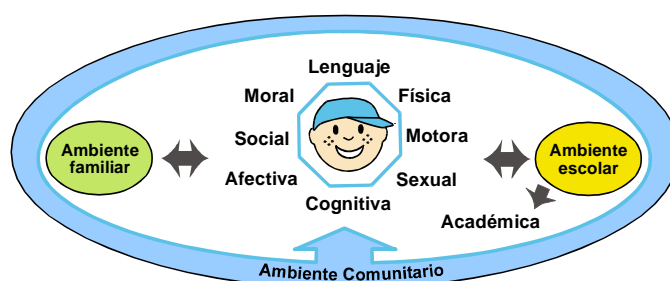 Lenguaje
Moral
Física
Ambiente
familiar
Social
Motora
Ambiente
escolar
Afectiva
Sexual
Cognitiva
Académica
Ambiente Comunitario